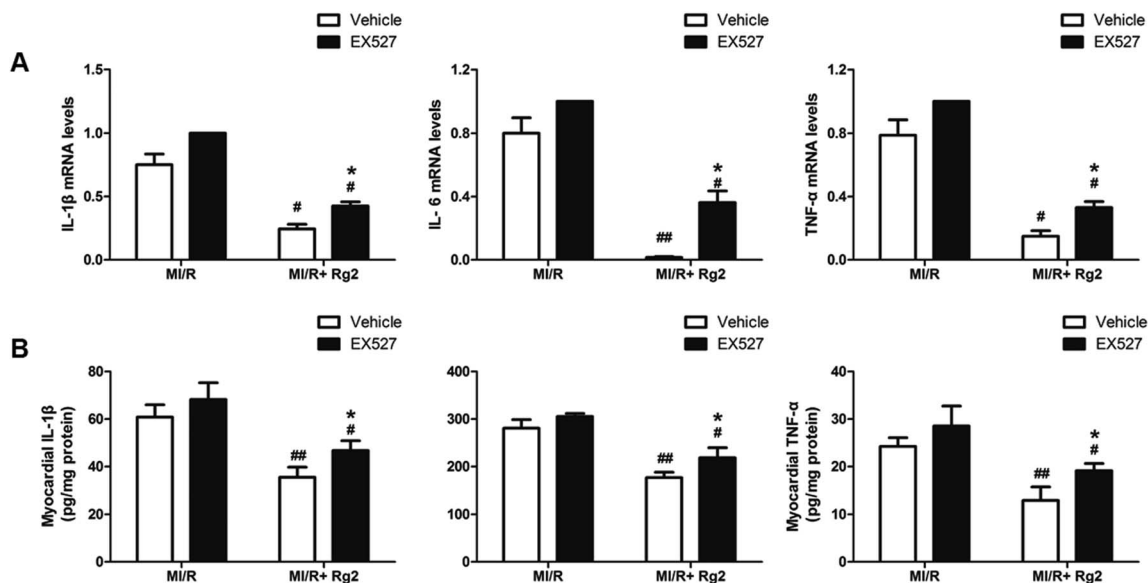 A
Vehicle
EX527
IL-1β mRNA levels
1.5
1.0
0.5
0.0
#
*
#
MI/R
MI/R+ Rg2
Vehicle
EX527
IL- 6 mRNA levels
1.2
0.8
0.4
0
##
*
#
MI/R
MI/R+ Rg2
Vehicle
EX527
TNF-α mRNA levels
1.2
0.8
0.4
0
#
*
#
MI/R
MI/R+ Rg2
B
Vehicle
EX527
Myocardial IL-1β
(pg/mg protein)
80
60
40
20
0
##
*
#
MI/R
MI/R+ Rg2
Vehicle
EX527
400
300
200
100
0
##
*
#
MI/R
MI/R+ Rg2
Vehicle
EX527
Myocardial TNF-α
(pg/mg protein)
40
30
20
10
0
##
*
#
MI/R
MI/R+ Rg2